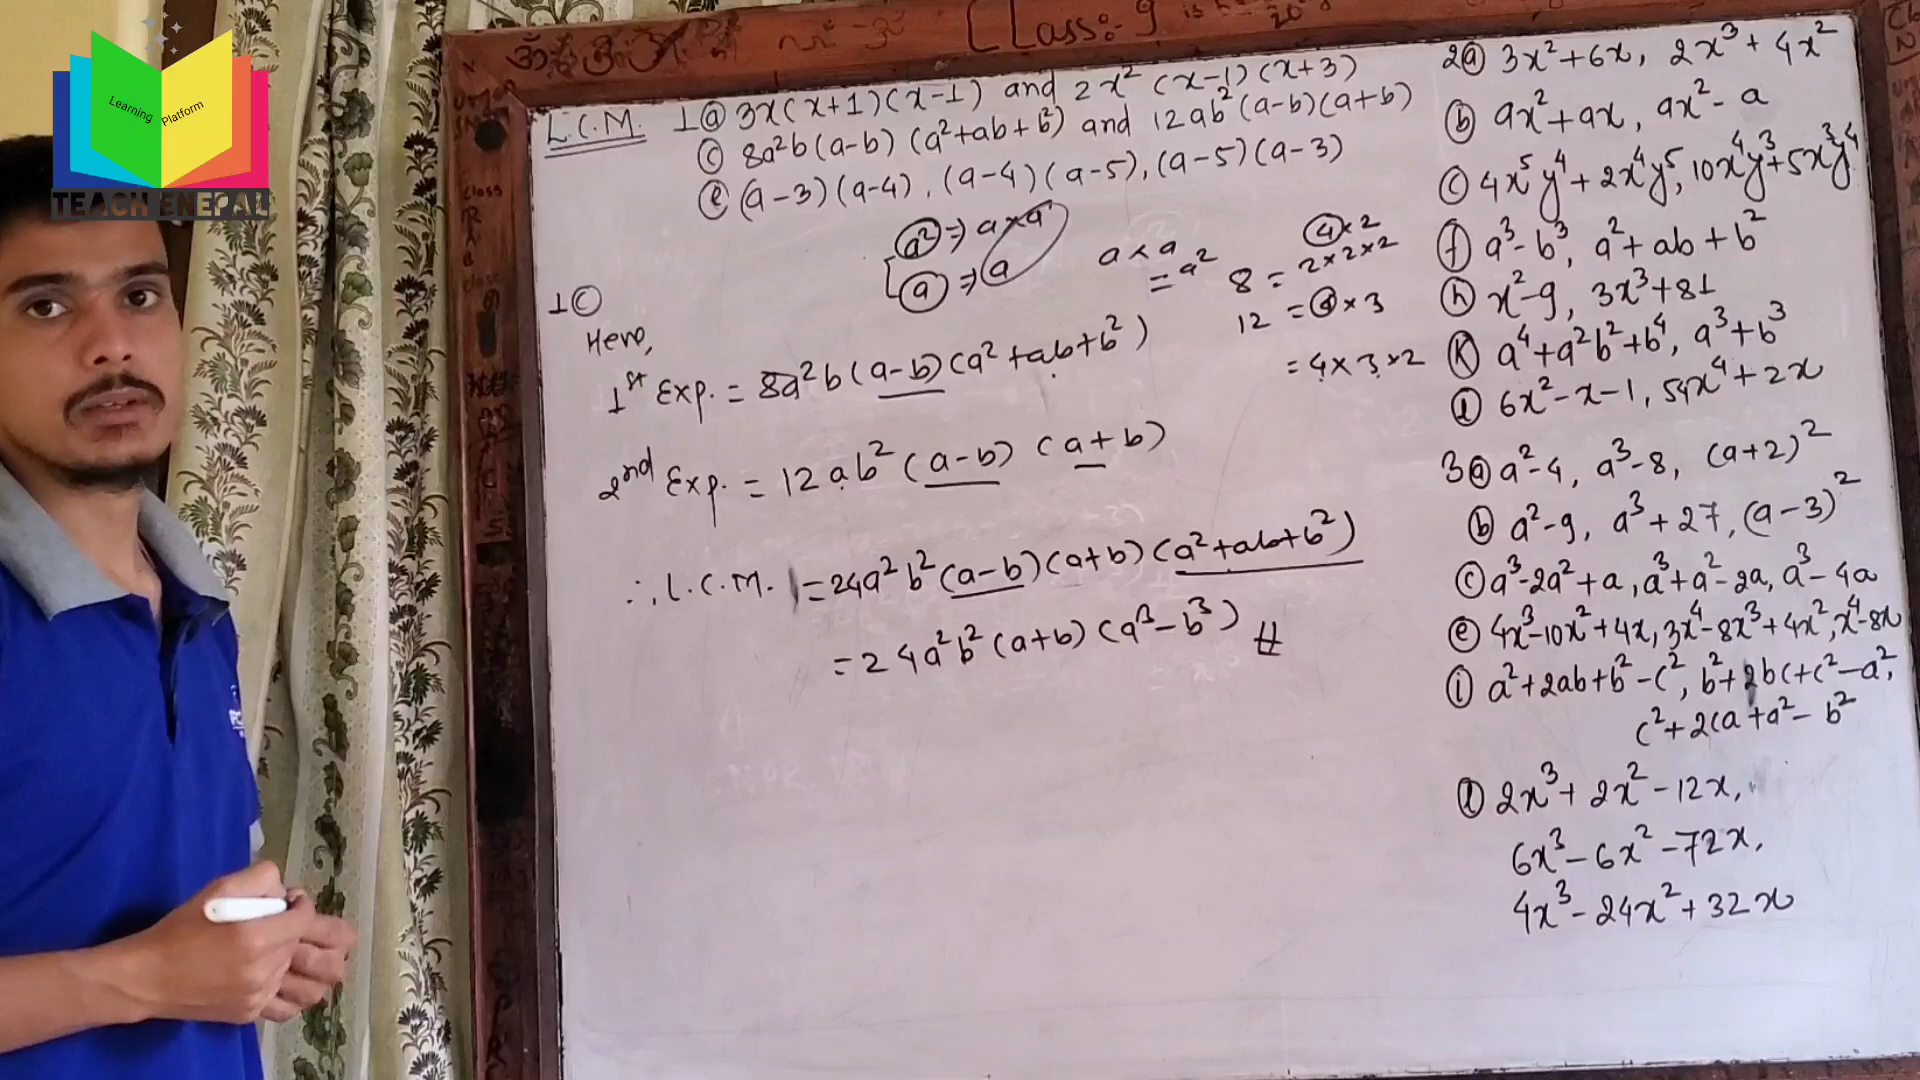 Learning Platform
TEACH ENEPAL
Class:- 9
L.C.M. 1ⓐ 3x(x+1)(x-1) and 2x² (x-1)(x+3)
ⓒ 8a²b(a-b) (a²+ab+b²) and 12ab²(a-b)(a+b)
ⓔ (a-3)(a-4), (a-4)(a-5), (a-5)(a-3)
a² ⇒ a×a
a ⇒ a
a×a
= a²
4×2
8 = 2×2×2
12 = 4×3
= 4×3×2
1ⓒ
Here,
1st Exp. = 8a²b(a-b)(a²+ab+b²)
2nd Exp. = 12ab²(a-b) (a+b)
∴ L.C.M. = 24a²b²(a-b)(a+b)(a²+ab+b²)
= 24a²b²(a+b)(a³-b³) #
2ⓐ 3x²+6x, 2x³+4x²
ⓑ ax²+ax, ax²-a
ⓒ 4x⁵y⁴+2x⁴y⁵, 10x⁴y³+5x³y⁴
ⓕ a³-b³, a²+ab+b²
ⓗ x²-9, 3x³+81
ⓚ a⁴+a²b²+b⁴, a³+b³
ⓛ 6x²-x-1, 54x⁴+2x
3ⓐ a²-4, a³-8, (a+2)²
ⓑ a²-9, a³+27, (a-3)²
ⓒ a³-2a²+a, a³+a²-2a, a³-4a
ⓔ 4x³-10x²+4x, 3x⁴-8x³+4x², x⁴-8x
ⓘ a²+2ab+b²-c², b²+2bc+c²-a²,
c²+2ca+a²-b²
ⓛ 2x³+2x²-12x,
6x³-6x²-72x,
4x³-24x²+32x